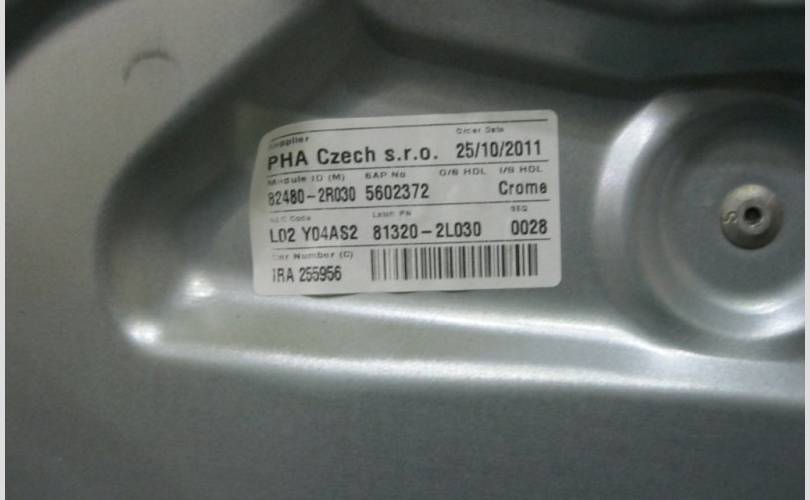 Supplier Order Date
PHA Czech s.r.o. 25/10/2011
Module ID (M) SAP No O/S HDL I/S HDL
82480-2R030 5602372 Crome
Latch PN SEQ
L02 Y04AS2 81320-2L030 0028
Car Number (C)
IRA 255956
S